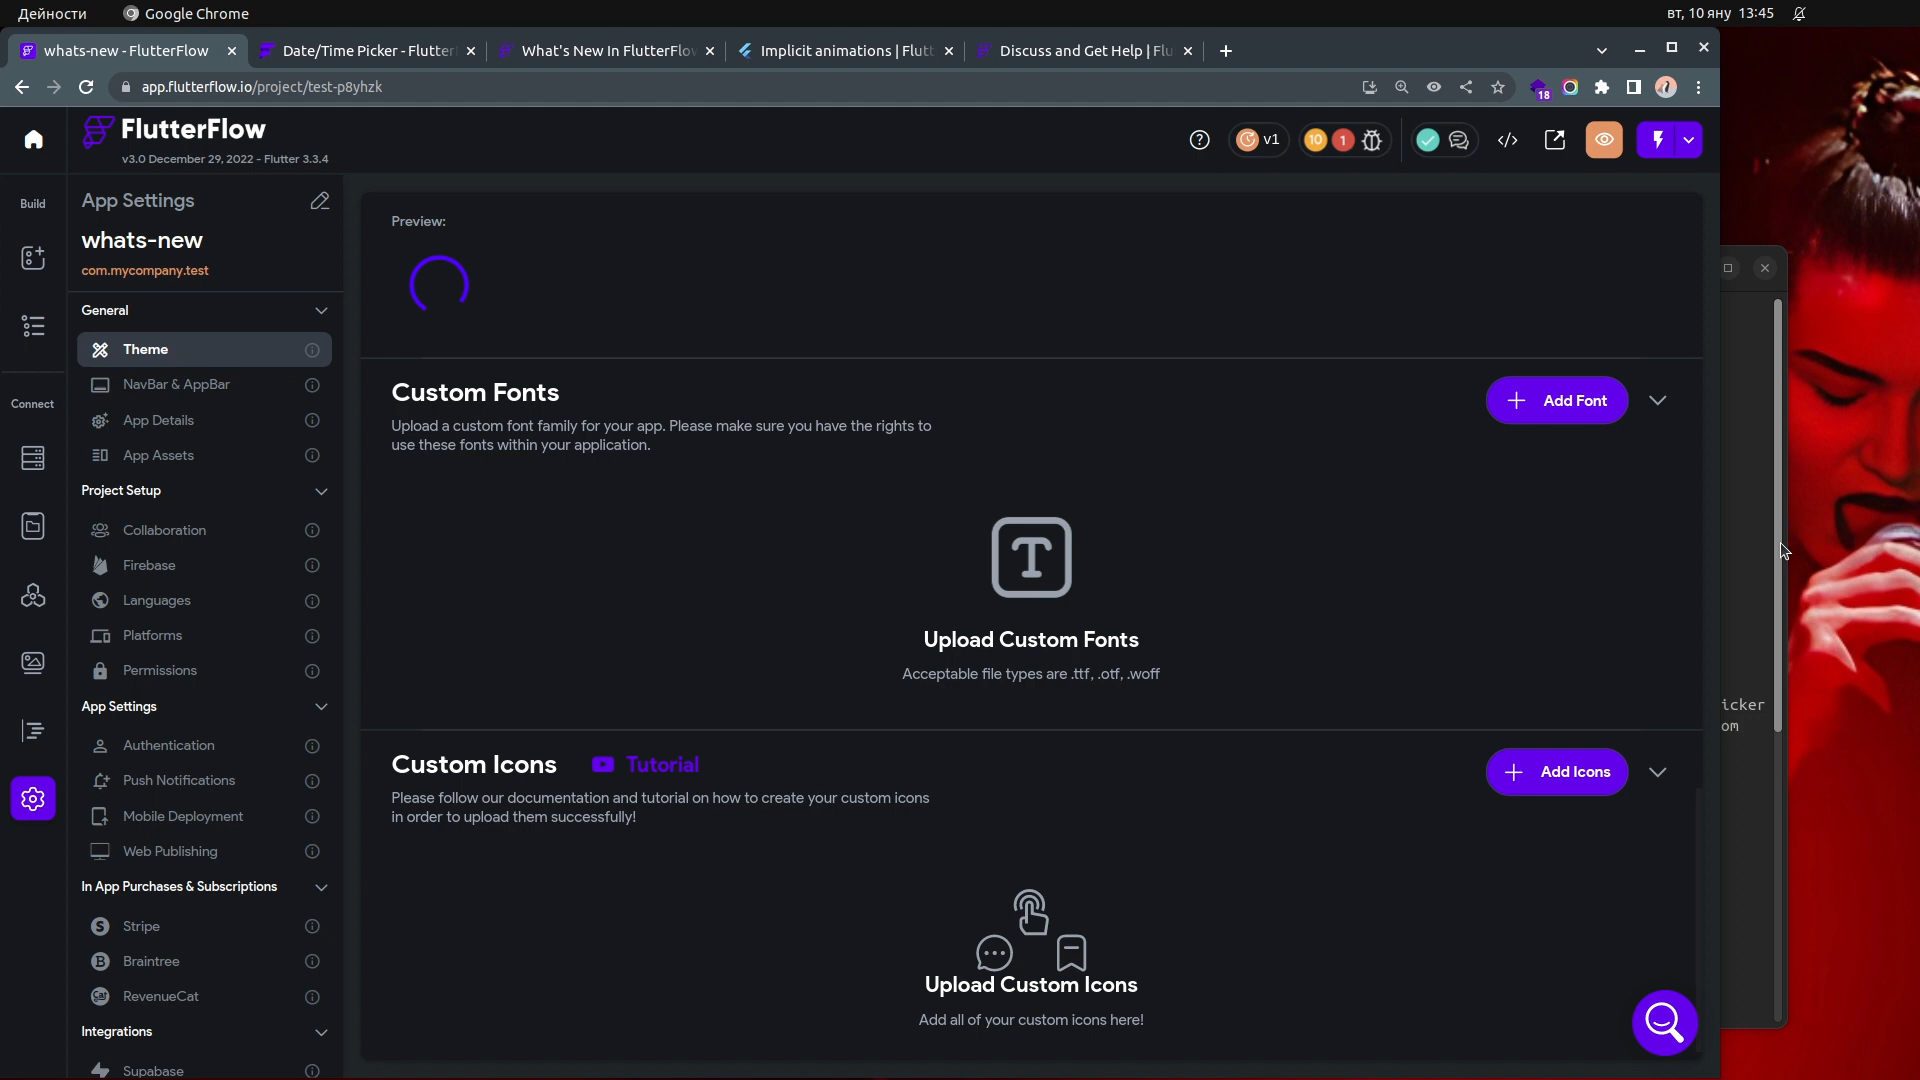 Дейности
Google Chrome
вт, 10 яну 13:45
whats-new - FlutterFlow
Date/Time Picker - Flutter
What's New In FlutterFlow
Implicit animations | Flutt
Discuss and Get Help | Flu
app.flutterflow.io/project/test-p8yhzk
18
FlutterFlow
v3.0 December 29, 2022 - Flutter 3.3.4
v1
10
1
Build
Connect
App Settings
whats-new
com.mycompany.test
General
Theme
NavBar & AppBar
App Details
App Assets
Project Setup
Collaboration
Firebase
Languages
Platforms
Permissions
App Settings
Authentication
Push Notifications
Mobile Deployment
Web Publishing
In App Purchases & Subscriptions
Stripe
Braintree
RevenueCat
Integrations
Supabase
Preview:
Custom Fonts
Add Font
Upload a custom font family for your app. Please make sure you have the rights to
use these fonts within your application.
Upload Custom Fonts
Acceptable file types are .ttf, .otf, .woff
Custom Icons
Tutorial
Add Icons
Please follow our documentation and tutorial on how to create your custom icons
in order to upload them successfully!
Upload Custom Icons
Add all of your custom icons here!
icker
om